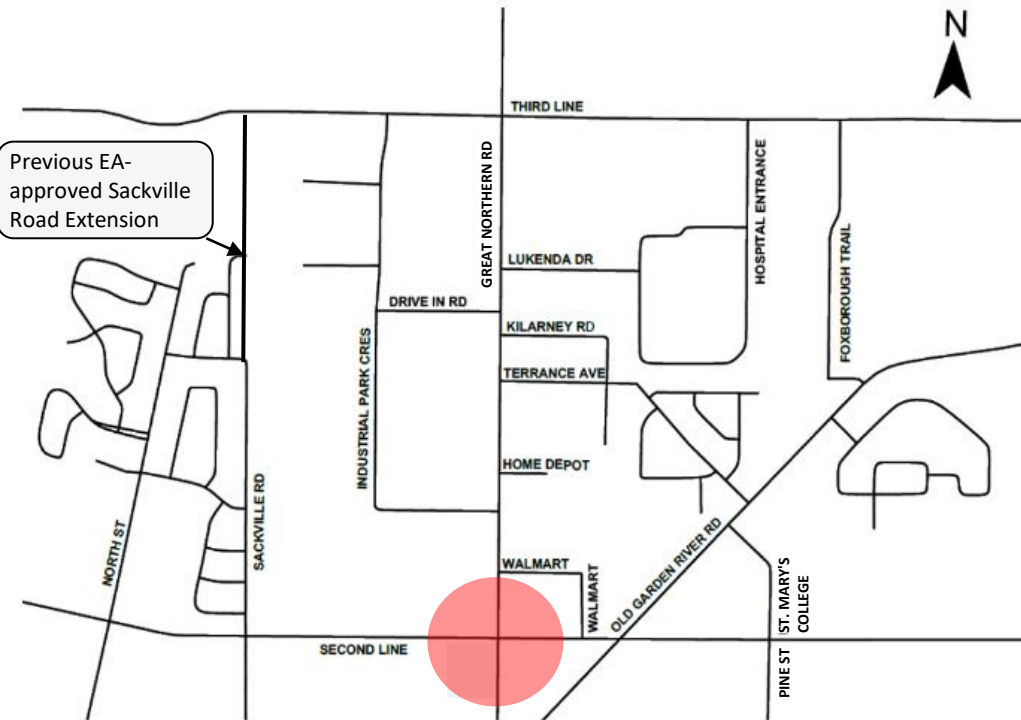 N
THIRD LINE
Previous EA-
approved Sackville
Road Extension
GREAT NORTHERN RD
HOSPITAL ENTRANCE
FOXBOROUGH TRAIL
LUKENDA DR
DRIVE IN RD
KILARNEY RD
TERRANCE AVE
INDUSTRIAL PARK CRES
HOME DEPOT
SACKVILLE RD
NORTH ST
WALMART
WALMART
OLD GARDEN RIVER RD
ST. MARY'S
COLLEGE
SECOND LINE
PINE ST